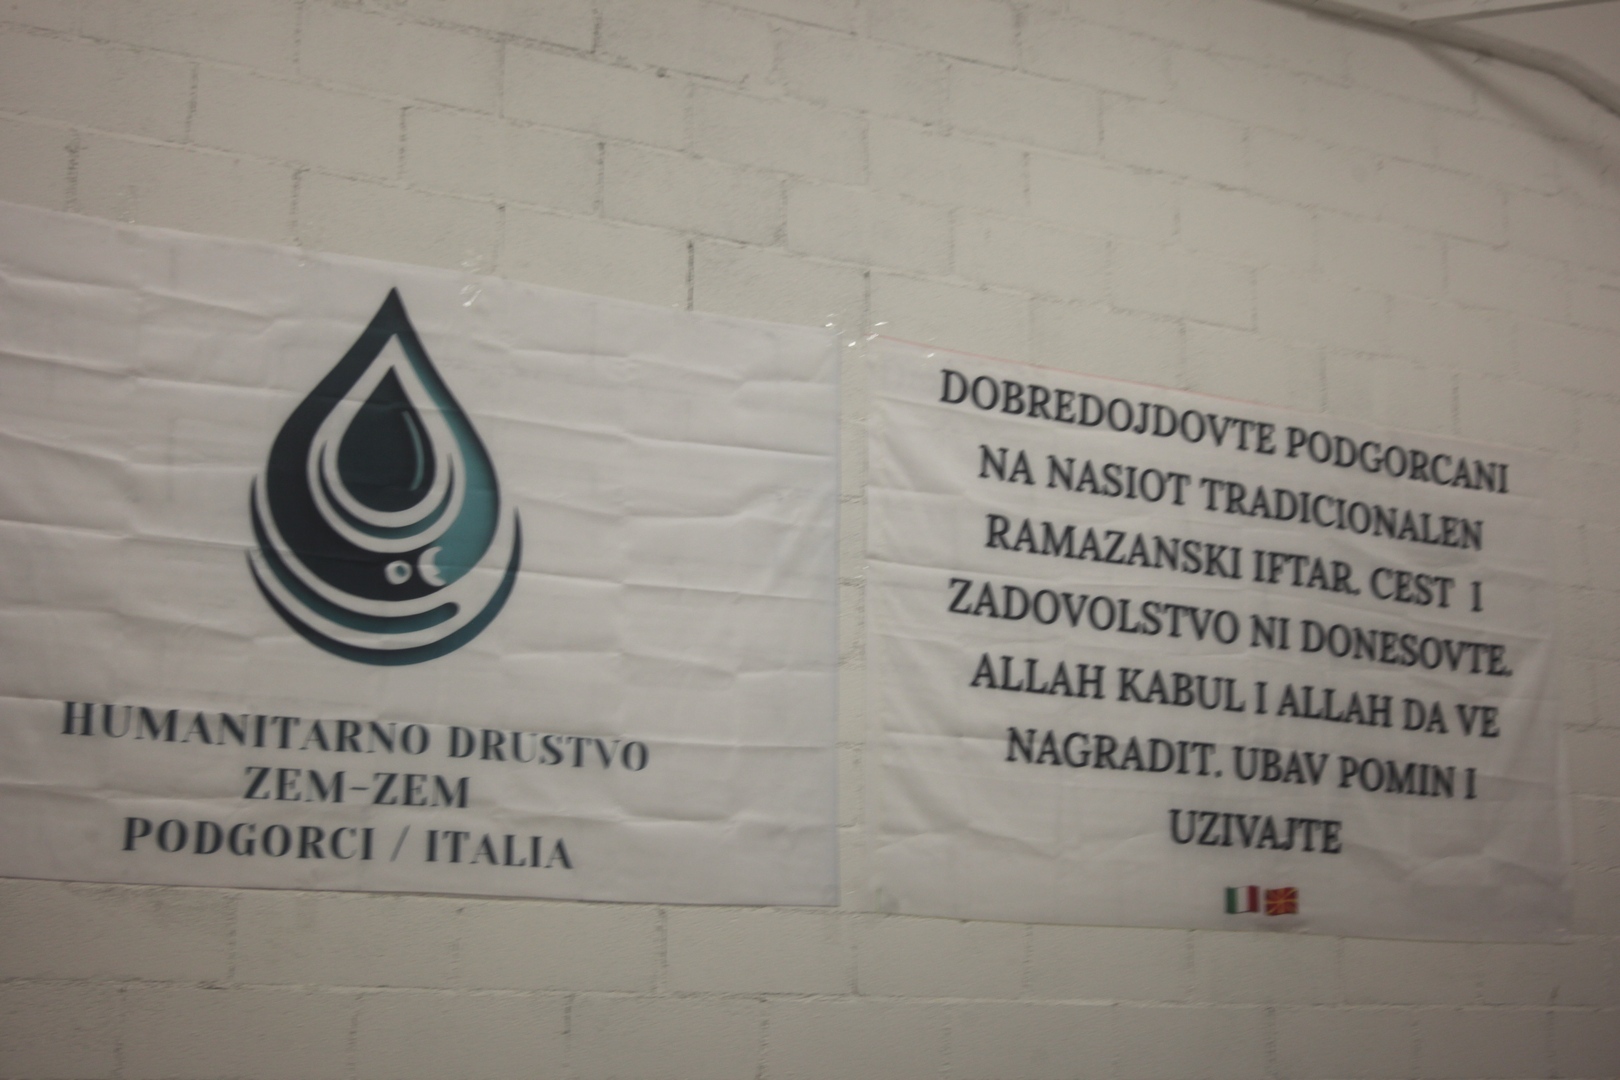 HUMANITARNO DRUSTVO
ZEM-ZEM
PODGORCI / ITALIA
DOBREDOJDOVTE PODGORCANI
NA NASIOT TRADICIONALEN
RAMAZANSKI IFTAR. CEST I
ZADOVOLSTVO NI DONESOVTE.
ALLAH KABUL I ALLAH DA VE
NAGRADIT. UBAV POMIN I
UZIVAJTE